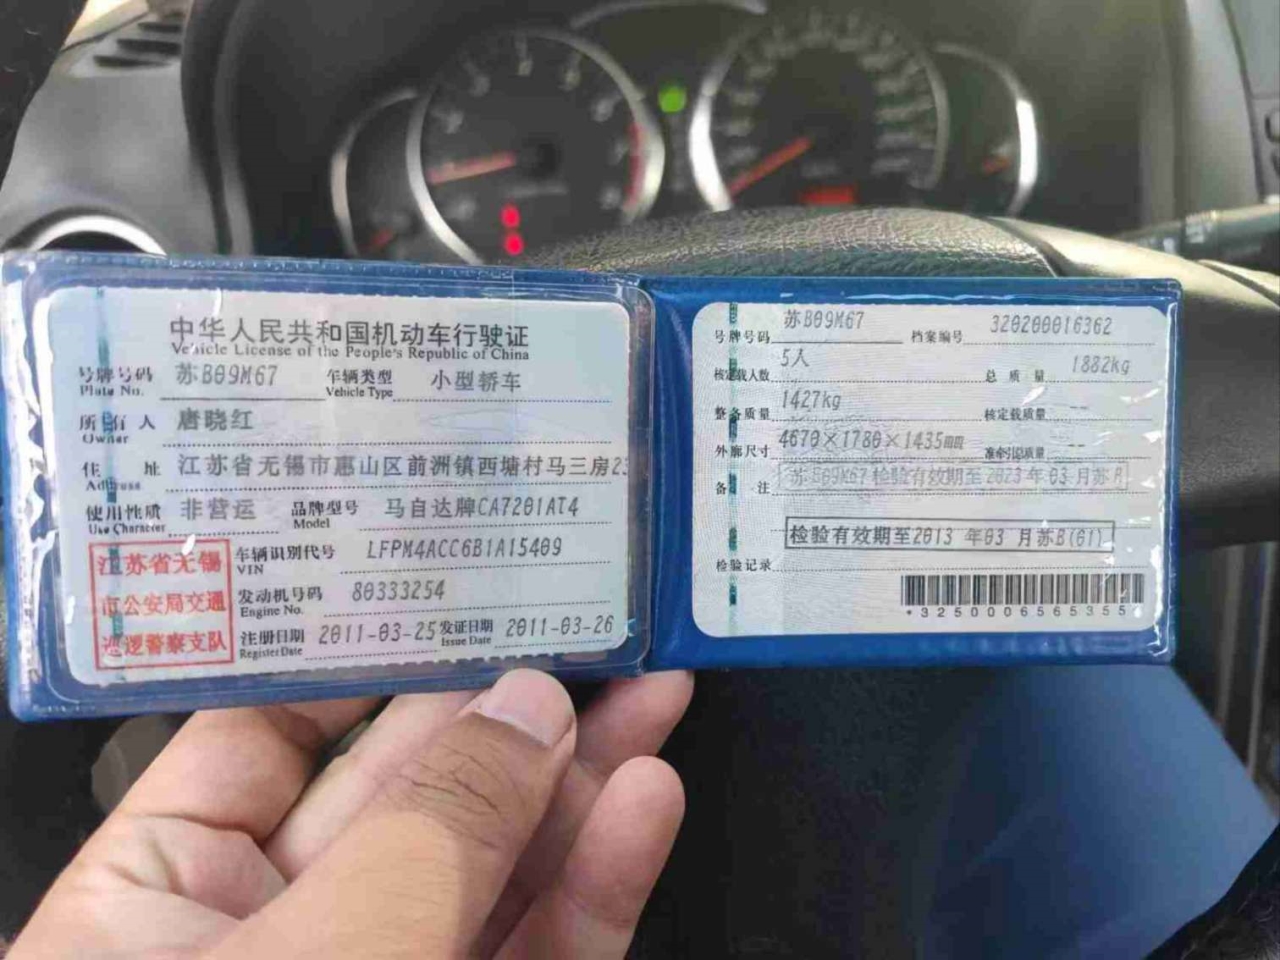 中华人民共和国机动车行驶证
Vehicle License of the People's Republic of China
号牌号码 苏B09M67 车辆类型 小型轿车
Plate No. Vehicle Type
所有人 唐晓红
Owner
住址 江苏省无锡市惠山区前洲镇西塘村马三房23
Address
使用性质 非营运 品牌型号 马自达牌CA7201AT4
Use Character Model
江苏省无锡
市公安局交通
巡逻警察支队
车辆识别代号 LFPM4ACC6B1A15409
VIN
发动机号码 80333254
Engine No.
注册日期 2011-03-25 发证日期 2011-03-26
Register Date Issue Date
号牌号码 苏B09M67 档案编号 320200016362
核定载人数 5人 总质量 1882kg
整备质量 1427kg 核定载质量 --
外廓尺寸 4670×1780×1435mm 准牵引总质量 --
备注 苏B09M67 检验有效期至 2023 年 03 月苏B
检验有效期至2013 年03 月苏B(01)
检验记录
*3250006565355*